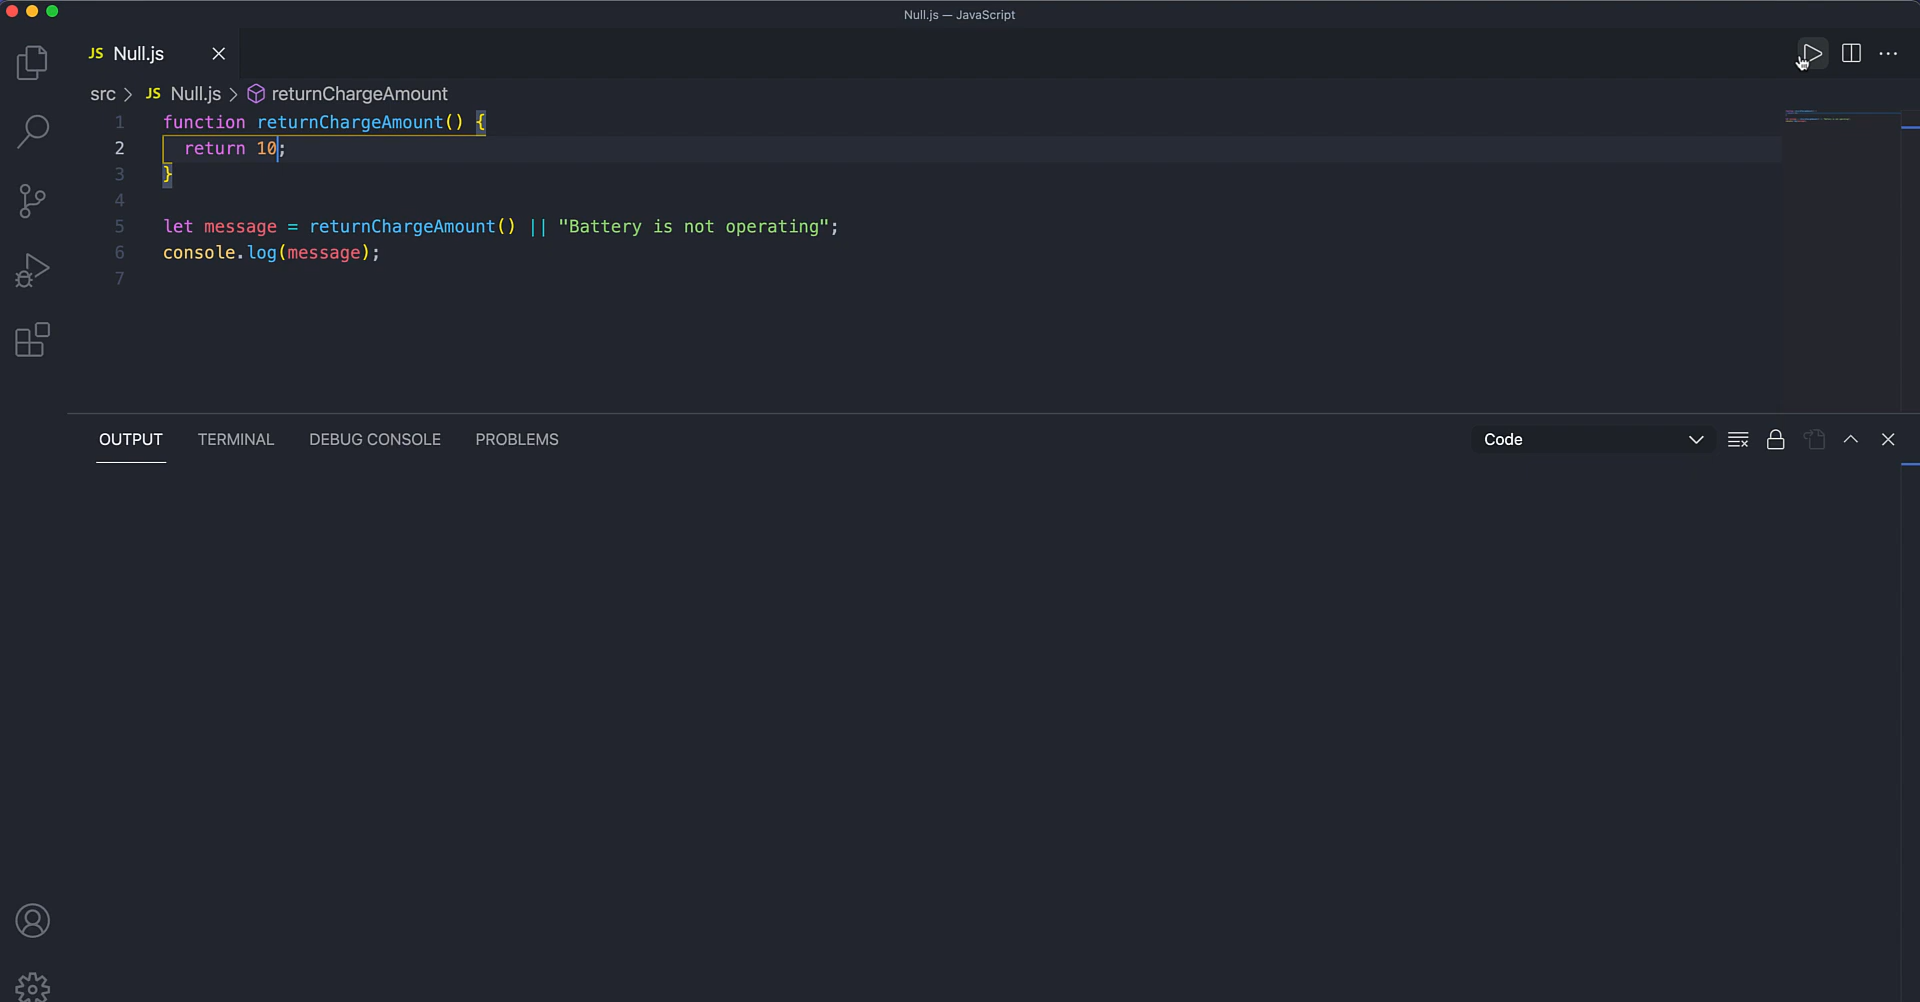 Null.js — JavaScript
JS Null.js
src > JS Null.js > returnChargeAmount
1 function returnChargeAmount() {
2   return 10;
3 }
4
5 let message = returnChargeAmount() || "Battery is not operating";
6 console.log(message);
7
OUTPUT TERMINAL DEBUG CONSOLE PROBLEMS Code